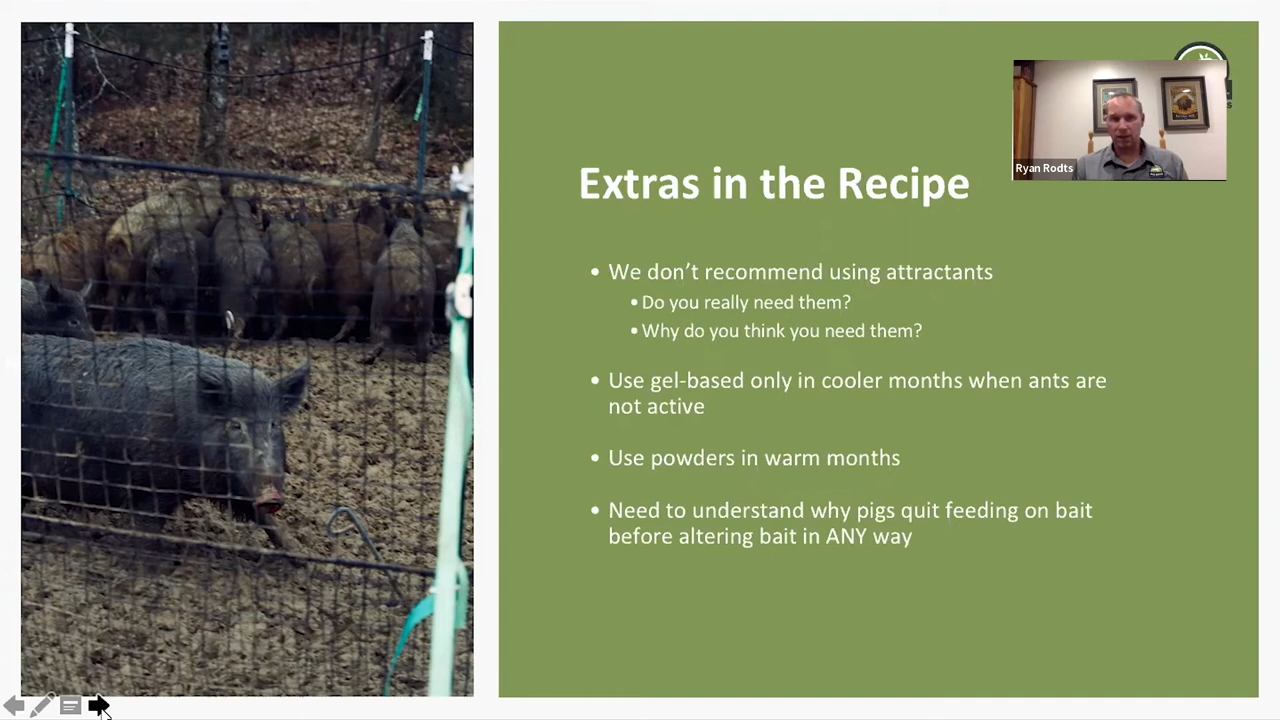 Extras in the Recipe
Ryan Rodts
• We don't recommend using attractants
• Do you really need them?
• Why do you think you need them?
• Use gel-based only in cooler months when ants are
not active
• Use powders in warm months
• Need to understand why pigs quit feeding on bait
before altering bait in ANY way